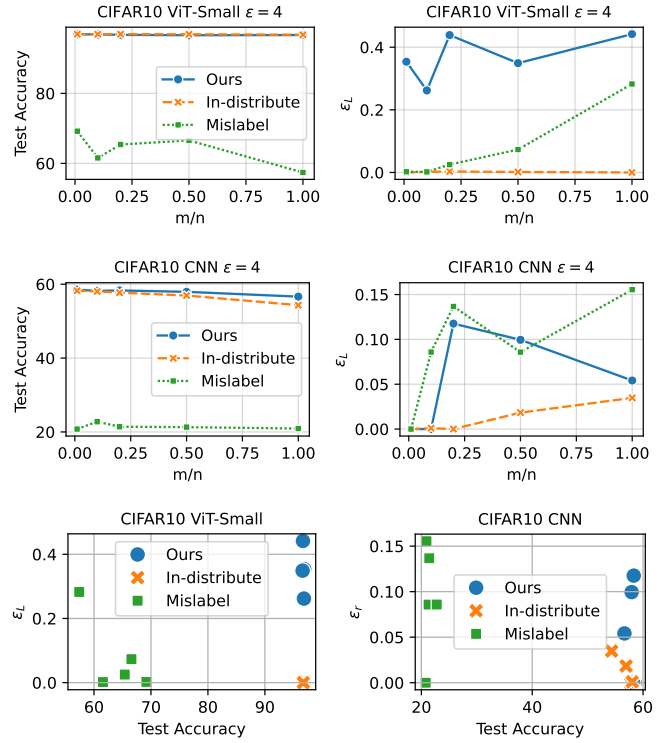 CIFAR10 ViT-Small ε = 4
Test Accuracy
80
60
Ours
In-distribute
Mislabel
0.00 0.25 0.50 0.75 1.00
m/n
CIFAR10 ViT-Small ε = 4
ε_L
0.4
0.2
0.0
0.00 0.25 0.50 0.75 1.00
m/n
CIFAR10 CNN ε = 4
Test Accuracy
60
40
20
Ours
In-distribute
Mislabel
0.00 0.25 0.50 0.75 1.00
m/n
CIFAR10 CNN ε = 4
ε_L
0.15
0.10
0.05
0.00
0.00 0.25 0.50 0.75 1.00
m/n
CIFAR10 ViT-Small
ε_L
0.4
0.2
0.0
Ours
In-distribute
Mislabel
60 70 80 90
Test Accuracy
CIFAR10 CNN
ε_r
0.15
0.10
0.05
0.00
Ours
In-distribute
Mislabel
20 40 60
Test Accuracy